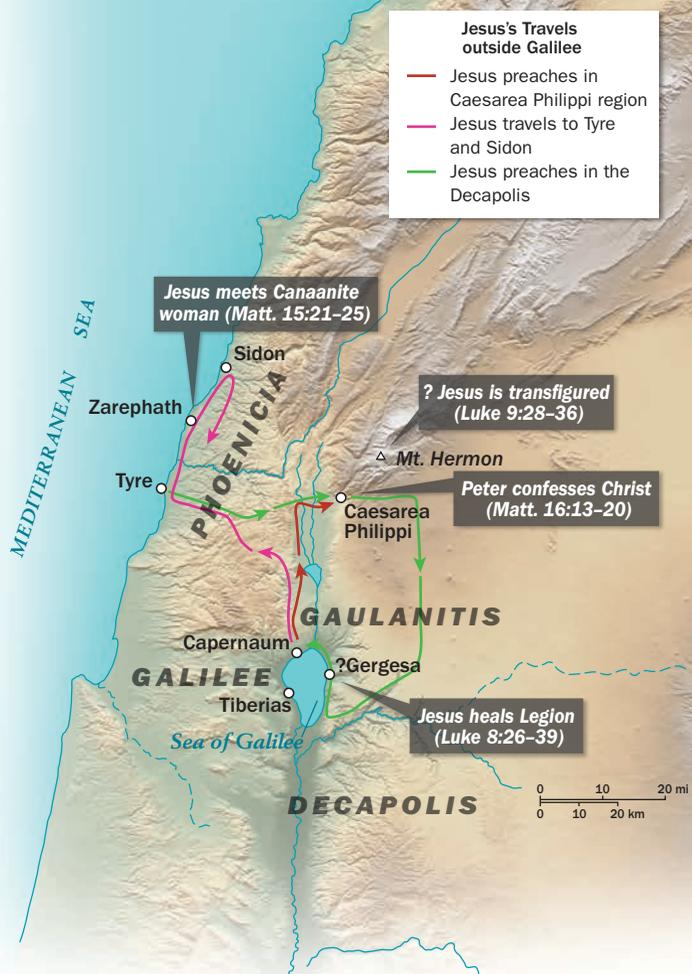 Jesus's Travels
outside Galilee
Jesus preaches in
Caesarea Philippi region
Jesus travels to Tyre
and Sidon
Jesus preaches in the
Decapolis
MEDITERRANEAN SEA
Jesus meets Canaanite
woman (Matt. 15:21–25)
Sidon
Zarephath
PHOENICIA
? Jesus is transfigured
(Luke 9:28–36)
Mt. Hermon
Tyre
Peter confesses Christ
(Matt. 16:13–20)
Caesarea
Philippi
GAULANITIS
Capernaum
GALILEE
?Gergesa
Tiberias
Jesus heals Legion
(Luke 8:26–39)
Sea of Galilee
DECAPOLIS
0 10 20 mi
0 10 20 km